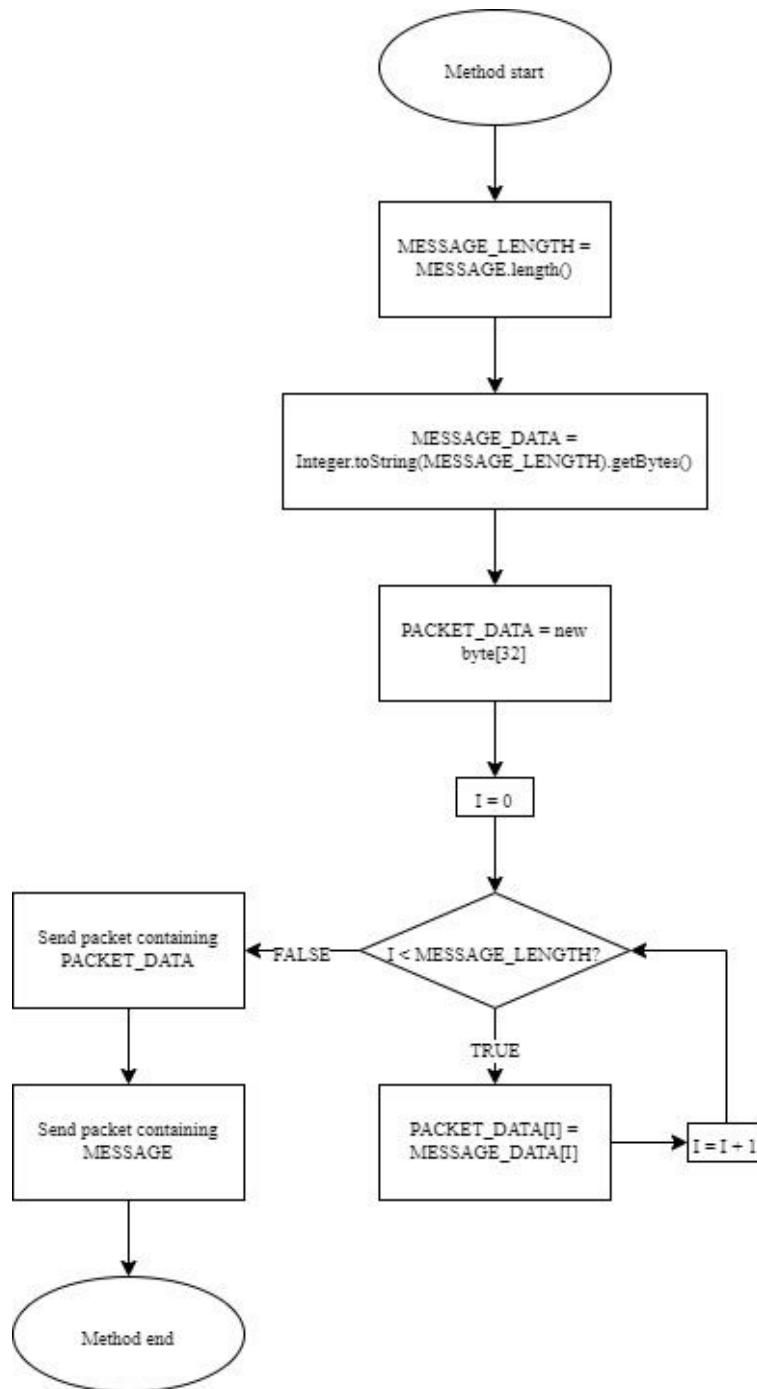 Method start
MESSAGE_LENGTH =
MESSAGE.length()
MESSAGE_DATA =
Integer.toString(MESSAGE_LENGTH).getBytes()
PACKET_DATA = new
byte[32]
I = 0
I < MESSAGE_LENGTH?
FALSE
Send packet containing
PACKET_DATA
TRUE
PACKET_DATA[I] =
MESSAGE_DATA[I]
I = I + 1
Send packet containing
MESSAGE
Method end